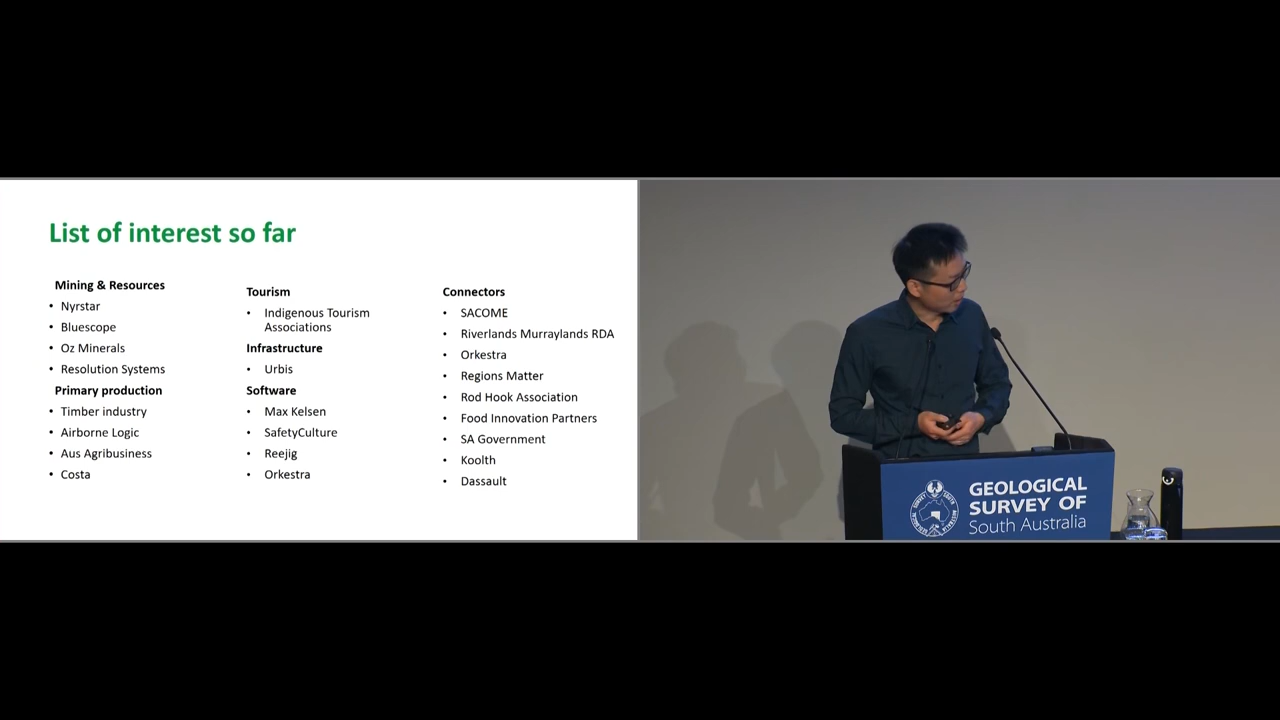 List of interest so far
Mining & Resources
• Nyrstar
• Bluescope
• Oz Minerals
• Resolution Systems
Primary production
• Timber industry
• Airborne Logic
• Aus Agribusiness
• Costa
Tourism
• Indigenous Tourism
Associations
Infrastructure
• Urbis
Software
• Max Kelsen
• SafetyCulture
• Reejig
• Orkestra
Connectors
• SACOME
• Riverlands Murraylands RDA
• Orkestra
• Regions Matter
• Rod Hook Association
• Food Innovation Partners
• SA Government
• Koolth
• Dassault
GEOLOGICAL
SURVEY OF
South Australia